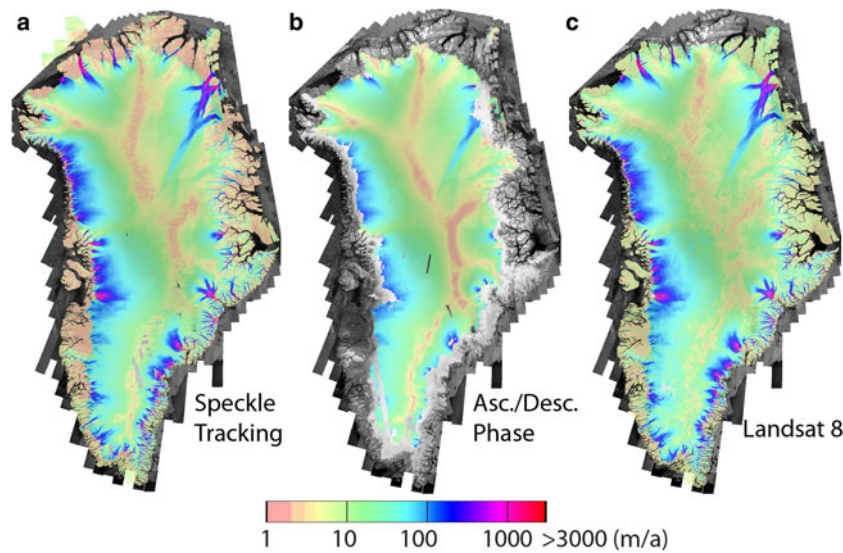 a
b
c
Speckle
Tracking
Asc./Desc.
Phase
Landsat 8
1 10 100 1000 >3000 (m/a)